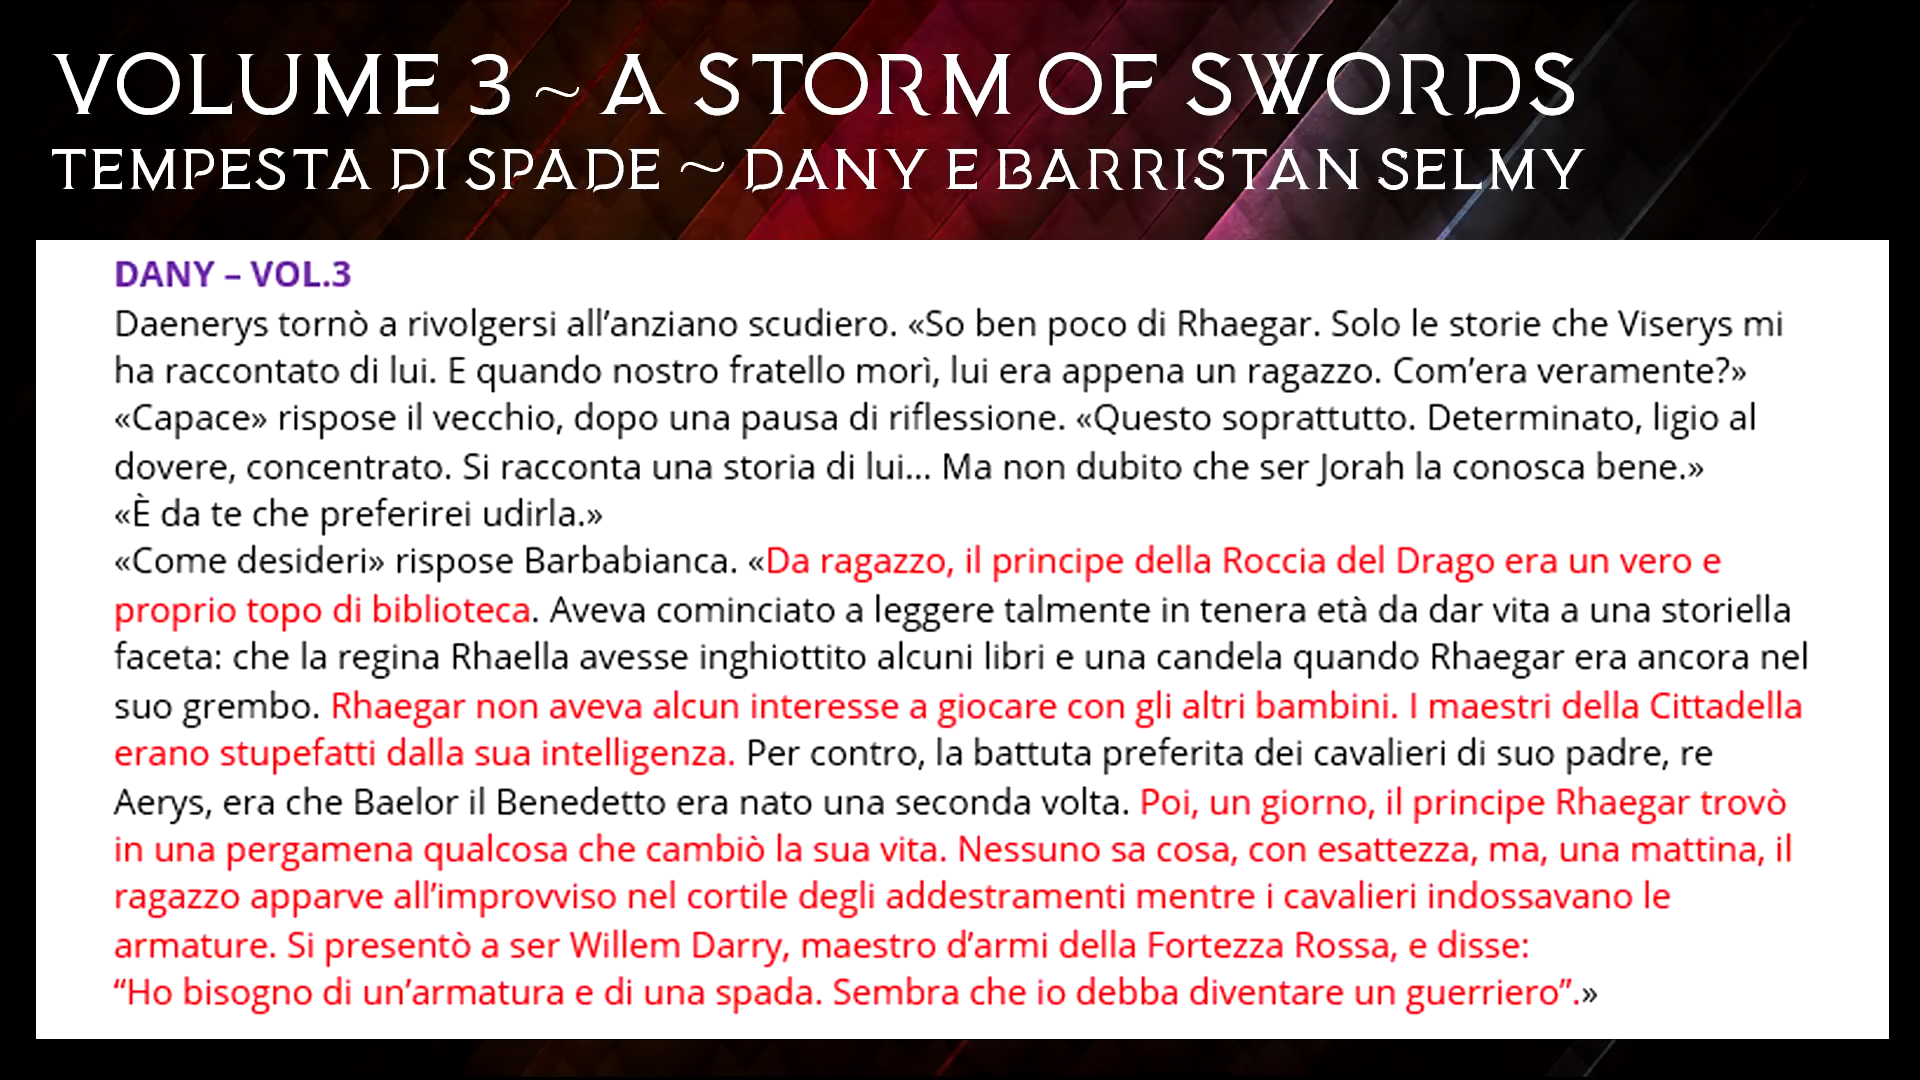 VOLUME 3 ~ A STORM OF SWORDS
TEMPESTA DI SPADE ~ DANY E BARRISTAN SELMY
DANY – VOL.3
Daenerys tornò a rivolgersi all’anziano scudiero. «So ben poco di Rhaegar. Solo le storie che Viserys mi
ha raccontato di lui. E quando nostro fratello morì, lui era appena un ragazzo. Com’era veramente?»
«Capace» rispose il vecchio, dopo una pausa di riflessione. «Questo soprattutto. Determinato, ligio al
dovere, concentrato. Si racconta una storia di lui... Ma non dubito che ser Jorah la conosca bene.»
«È da te che preferirei udirla.»
«Come desideri» rispose Barbabianca. «Da ragazzo, il principe della Roccia del Drago era un vero e
proprio topo di biblioteca. Aveva cominciato a leggere talmente in tenera età da dar vita a una storiella
faceta: che la regina Rhaella avesse inghiottito alcuni libri e una candela quando Rhaegar era ancora nel
suo grembo. Rhaegar non aveva alcun interesse a giocare con gli altri bambini. I maestri della Cittadella
erano stupefatti dalla sua intelligenza. Per contro, la battuta preferita dei cavalieri di suo padre, re
Aerys, era che Baelor il Benedetto era nato una seconda volta. Poi, un giorno, il principe Rhaegar trovò
in una pergamena qualcosa che cambiò la sua vita. Nessuno sa cosa, con esattezza, ma, una mattina, il
ragazzo apparve all’improvviso nel cortile degli addestramenti mentre i cavalieri indossavano le
armature. Si presentò a ser Willem Darry, maestro d’armi della Fortezza Rossa, e disse:
“Ho bisogno di un’armatura e di una spada. Sembra che io debba diventare un guerriero”.»